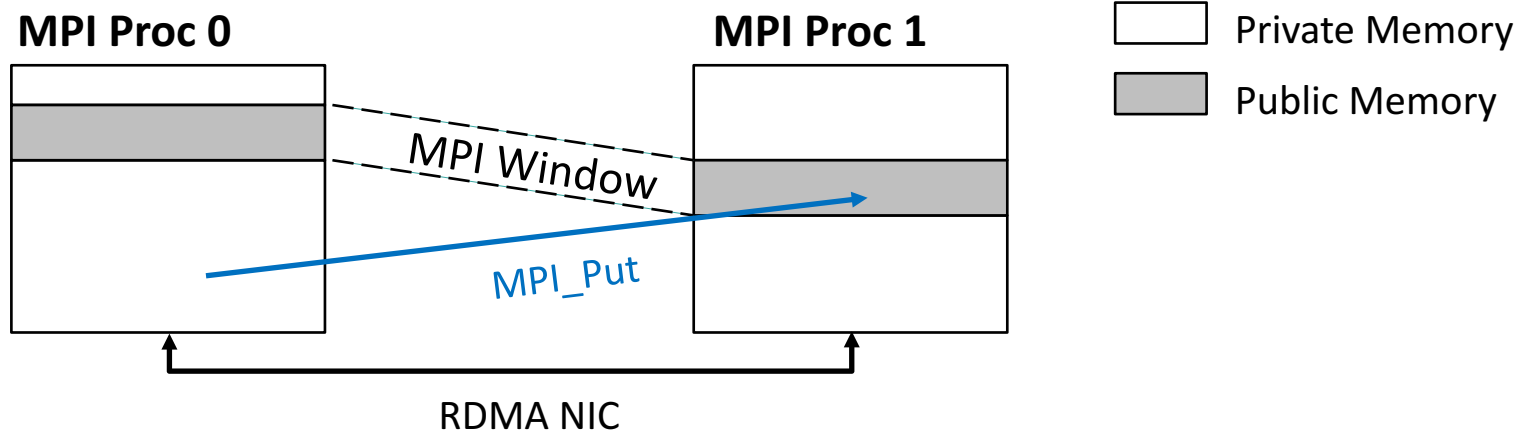 MPI Proc 0
MPI Proc 1
Private Memory
Public Memory
MPI Window
MPI_Put
RDMA NIC